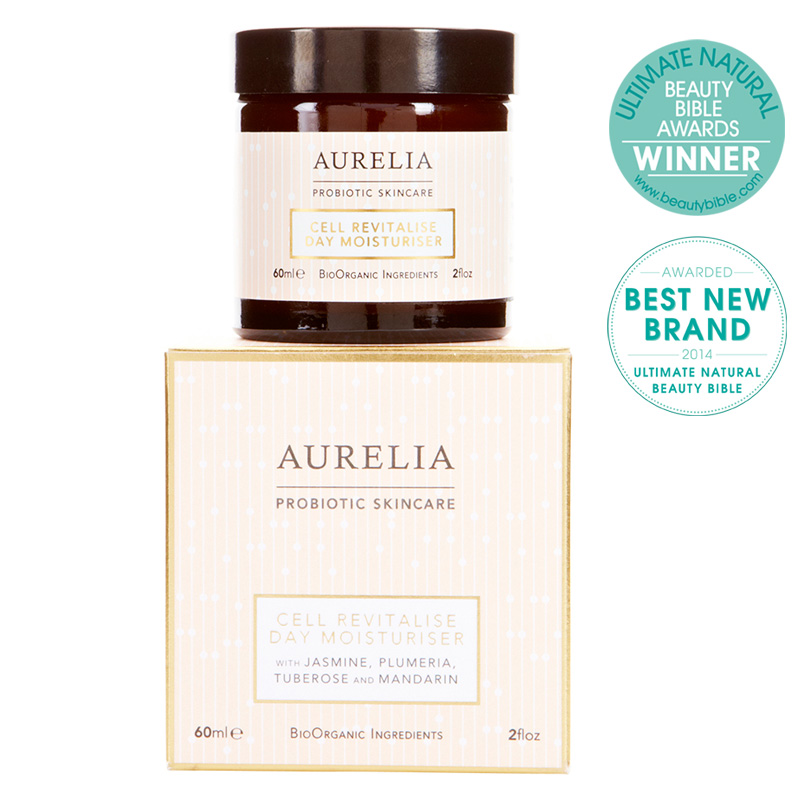 AURELIA
PROBIOTIC SKINCARE
CELL REVITALISE
DAY MOISTURISER
60ml℮ BIOORGANIC INGREDIENTS 2floz
AURELIA
PROBIOTIC SKINCARE
CELL REVITALISE
DAY MOISTURISER
WITH JASMINE, PLUMERIA,
TUBEROSE AND MANDARIN
60ml℮ BIOORGANIC INGREDIENTS 2floz
ULTIMATE NATURAL
BEAUTY
BIBLE
AWARDS
WINNER
www.beautybible.com
AWARDED
BEST NEW
BRAND
2014
ULTIMATE NATURAL
BEAUTY BIBLE